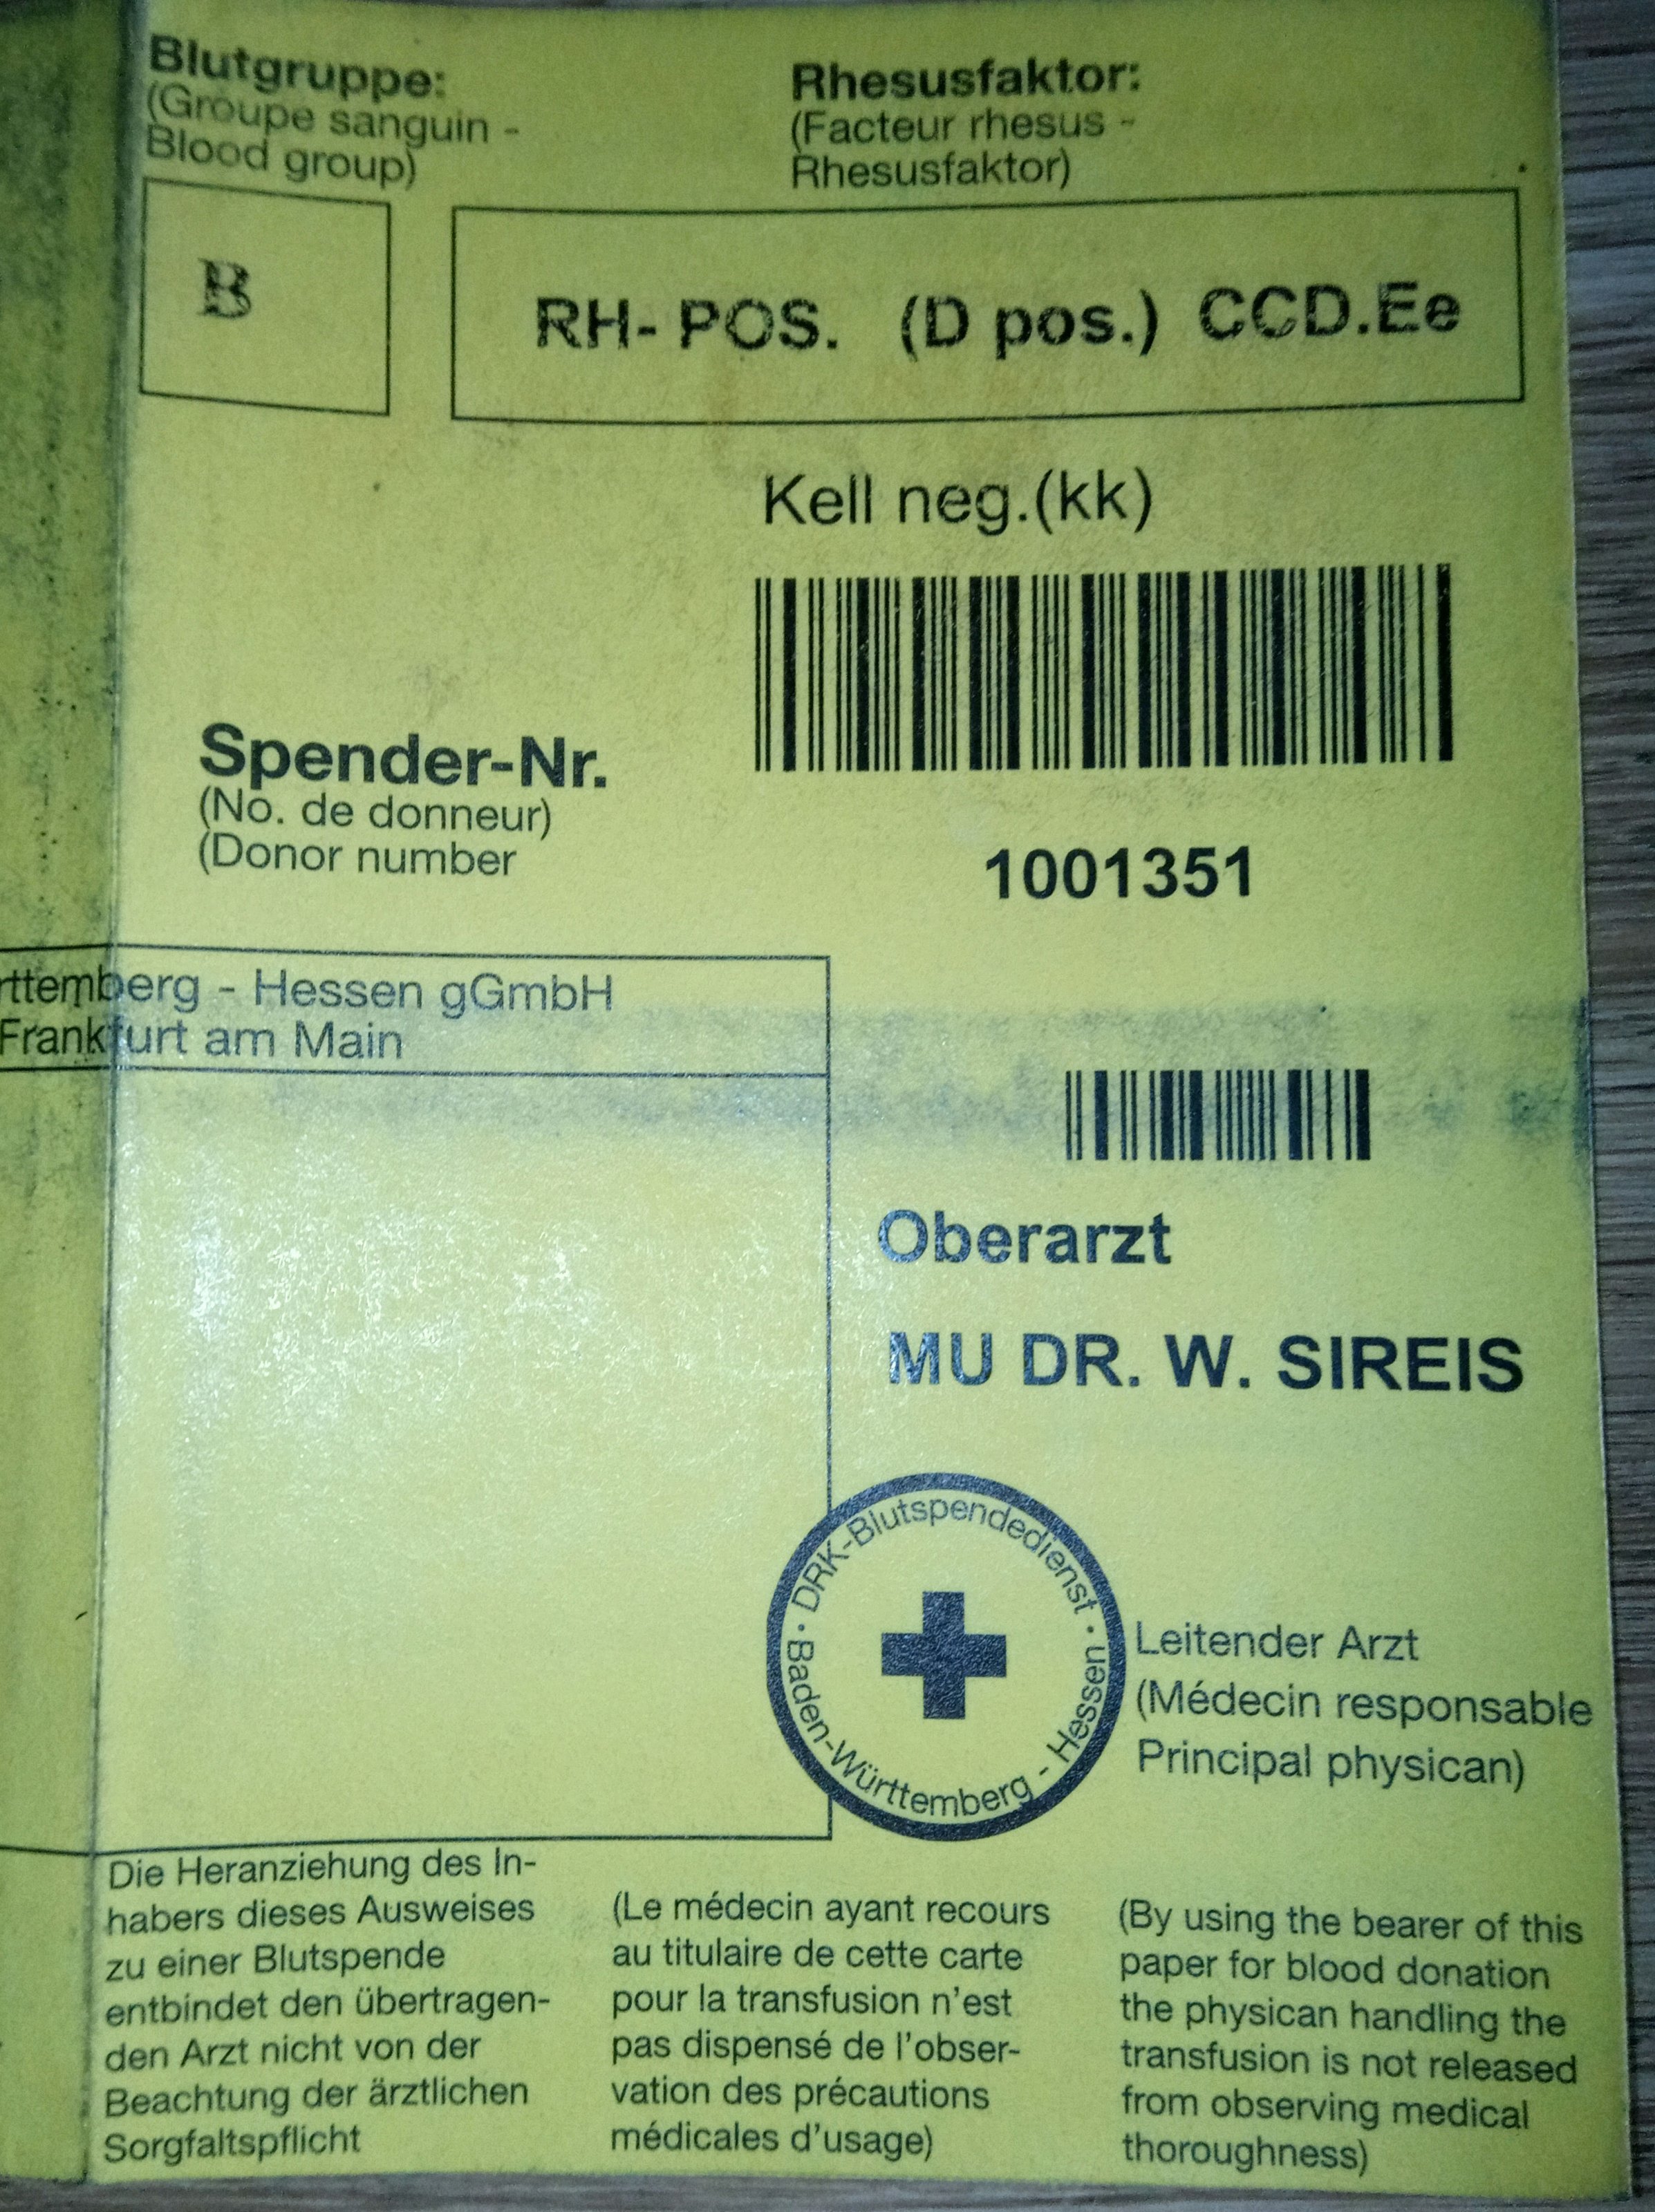 Blutgruppe:
(Groupe sanguin -
Blood group)
Rhesusfaktor:
(Facteur rhesus -
Rhesusfaktor)
B
RH- POS. (D pos.) CCD.Ee
Kell neg.(kk)
Spender-Nr.
(No. de donneur)
(Donor number
1001351
rttemberg - Hessen gGmbH
Frankfurt am Main
Oberarzt
MU DR. W. SIREIS
DRK-Blutspendedienst
Baden-Württemberg - Hessen
Leitender Arzt
(Médecin responsable
Principal physican)
Die Heranziehung des In-
habers dieses Ausweises
zu einer Blutspende
entbindet den übertragen-
den Arzt nicht von der
Beachtung der ärztlichen
Sorgfaltspflicht
(Le médecin ayant recours
au titulaire de cette carte
pour la transfusion n'est
pas dispensé de l'obser-
vation des précautions
médicales d'usage)
(By using the bearer of this
paper for blood donation
the physican handling the
transfusion is not released
from observing medical
thoroughness)